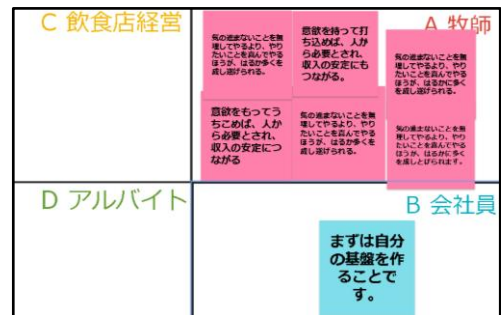 C 飲食店経営
A 牧師
気の進まないことを無
理してやるより、やり
たいことを喜んでやる
ほうが、はるか多くを
成し遂げられる。
意欲を持って打
ち込めば、人か
ら必要とされ、
収入の安定にも
つながる。
気の進まないことを無
理してやるより、やり
たいことを喜んでやる
ほうが、はるかに多く
を成し遂げられる。
意欲をもってう
ちこめば、人か
ら必要とされ、
収入の安定につ
ながる
気の進まないことを無
理してやるより、やり
たいことを喜んでやる
ほうが、はるか多くを
成し遂げられる。
気の進まないことを無
理してやるより、やり
たいことを喜んでやる
ほうが、はるかに多く
を成しとげられます。
D アルバイト
B 会社員
まずは自分
の基盤を作
ることで
す。